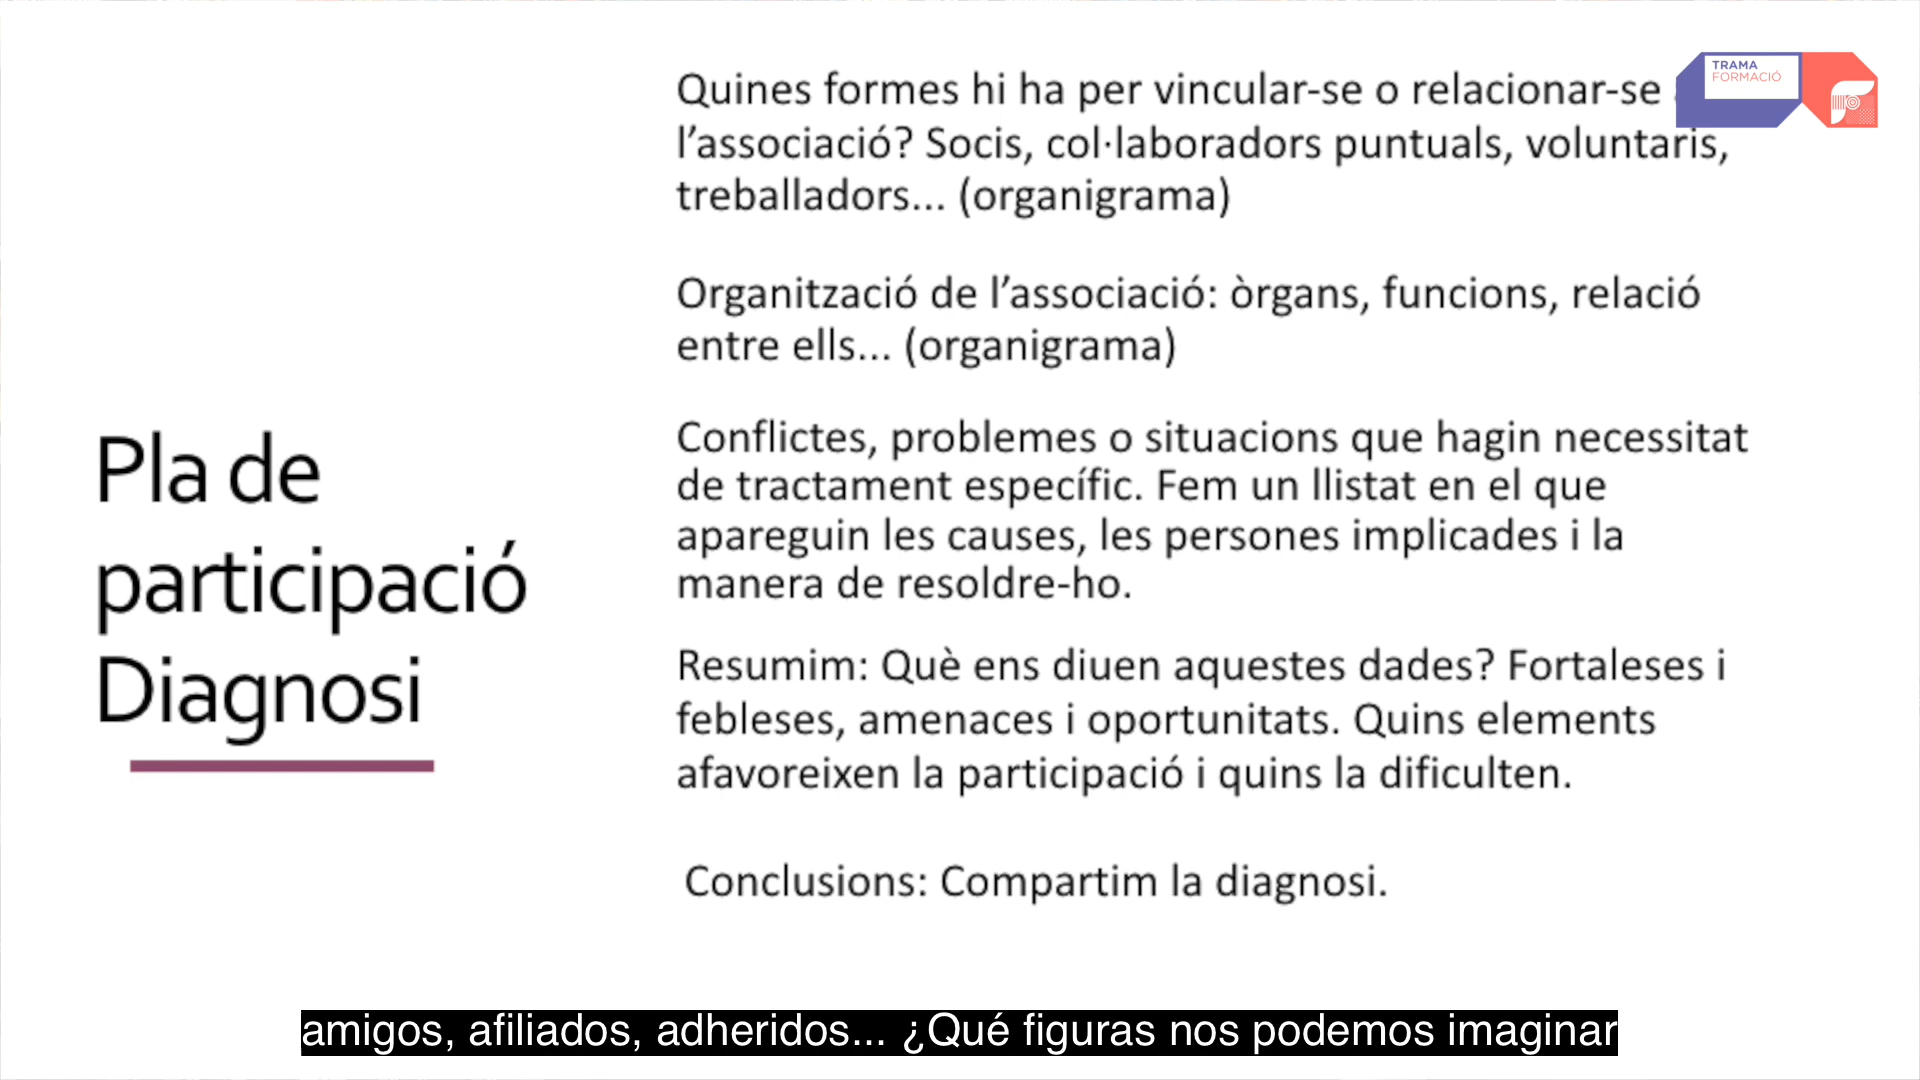 TRAMA
FORMACIÓ
Quines formes hi ha per vincular-se o relacionar-se
l’associació? Socis, col·laboradors puntuals, voluntaris,
treballadors... (organigrama)
Organització de l’associació: òrgans, funcions, relació
entre ells... (organigrama)
Pla de
participació
Diagnosi
Conflictes, problemes o situacions que hagin necessitat
de tractament específic. Fem un llistat en el que
apareguin les causes, les persones implicades i la
manera de resoldre-ho.
Resumim: Què ens diuen aquestes dades? Fortaleses i
febleses, amenaces i oportunitats. Quins elements
afavoreixen la participació i quins la dificulten.
Conclusions: Compartim la diagnosi.
amigos, afiliados, adheridos... ¿Qué figuras nos podemos imaginar